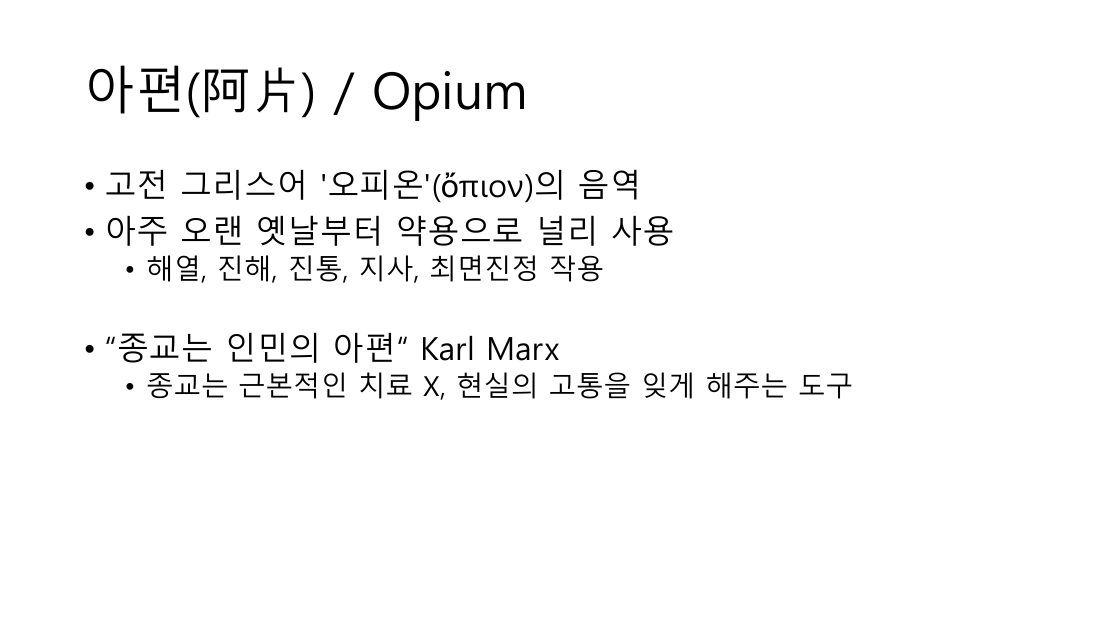 아편(阿片) / Opium
• 고전 그리스어 '오피온'(ὄπιον)의 음역
• 아주 오랜 옛날부터 약용으로 널리 사용
• 해열, 진해, 진통, 지사, 최면진정 작용
• “종교는 인민의 아편“ Karl Marx
• 종교는 근본적인 치료 X, 현실의 고통을 잊게 해주는 도구